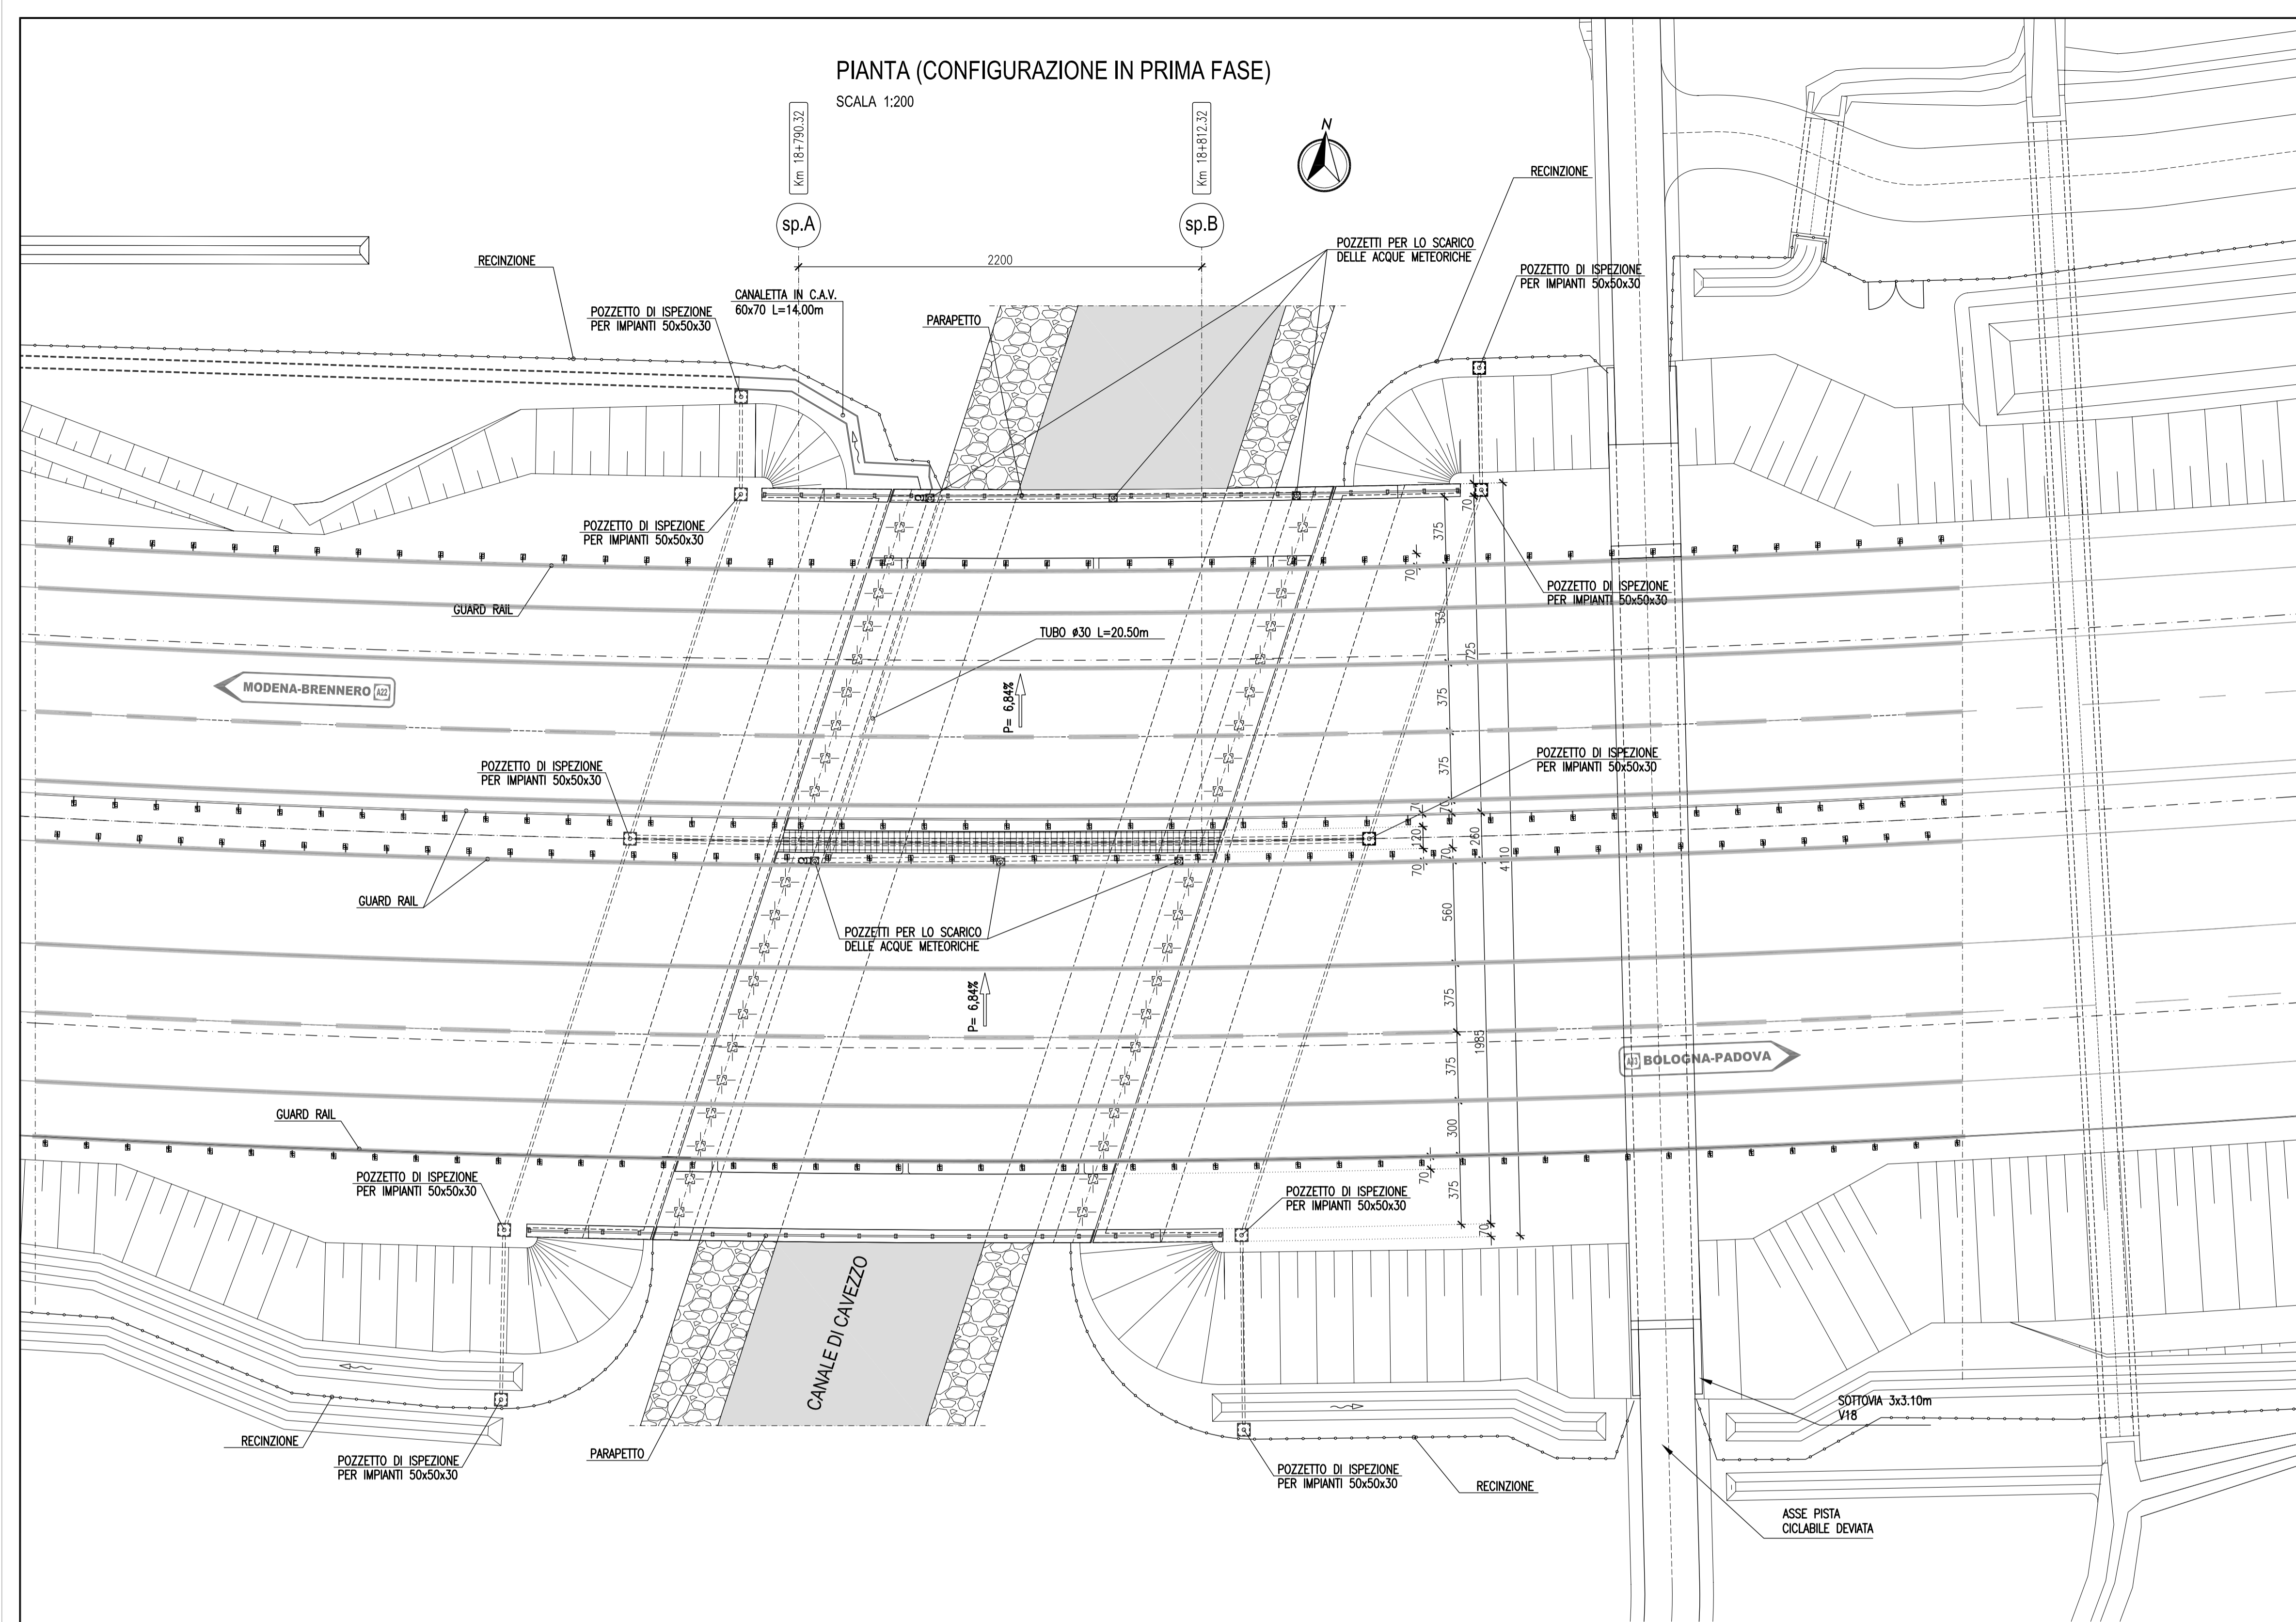 PIANTA (CONFIGURAZIONE IN PRIMA FASE)
SCALA 1:200
Km 18+790.32
Km 18+812.32
N
sp.A
sp.B
2200
RECINZIONE
RECINZIONE
POZZETTI PER LO SCARICO
DELLE ACQUE METEORICHE
POZZETTO DI ISPEZIONE
PER IMPIANTI 50x50x30
CANALETTA IN C.A.V.
60x70 L=14,00m
POZZETTO DI ISPEZIONE
PER IMPIANTI 50x50x30
PARAPETTO
POZZETTO DI ISPEZIONE
PER IMPIANTI 50x50x30
70
375
70
POZZETTO DI ISPEZIONE
PER IMPIANTI 50x50x30
GUARD RAIL
TUBO ø30 L=20.50m
MODENA-BRENNERO A22
P= 6,84%
375
POZZETTO DI ISPEZIONE
PER IMPIANTI 50x50x30
POZZETTO DI ISPEZIONE
PER IMPIANTI 50x50x30
375
70
70
120
260
4110
70
70
GUARD RAIL
560
POZZETTI PER LO SCARICO
DELLE ACQUE METEORICHE
P= 6,84%
375
1985
BOLOGNA-PADOVA
375
GUARD RAIL
300
POZZETTO DI ISPEZIONE
PER IMPIANTI 50x50x30
70
375
POZZETTO DI ISPEZIONE
PER IMPIANTI 50x50x30
70
CANALE DI CAVEZZO
SOTTOVIA 3x3.10m
V18
RECINZIONE
POZZETTO DI ISPEZIONE
PER IMPIANTI 50x50x30
PARAPETTO
POZZETTO DI ISPEZIONE
PER IMPIANTI 50x50x30
RECINZIONE
ASSE PISTA
CICLABILE DEVIATA